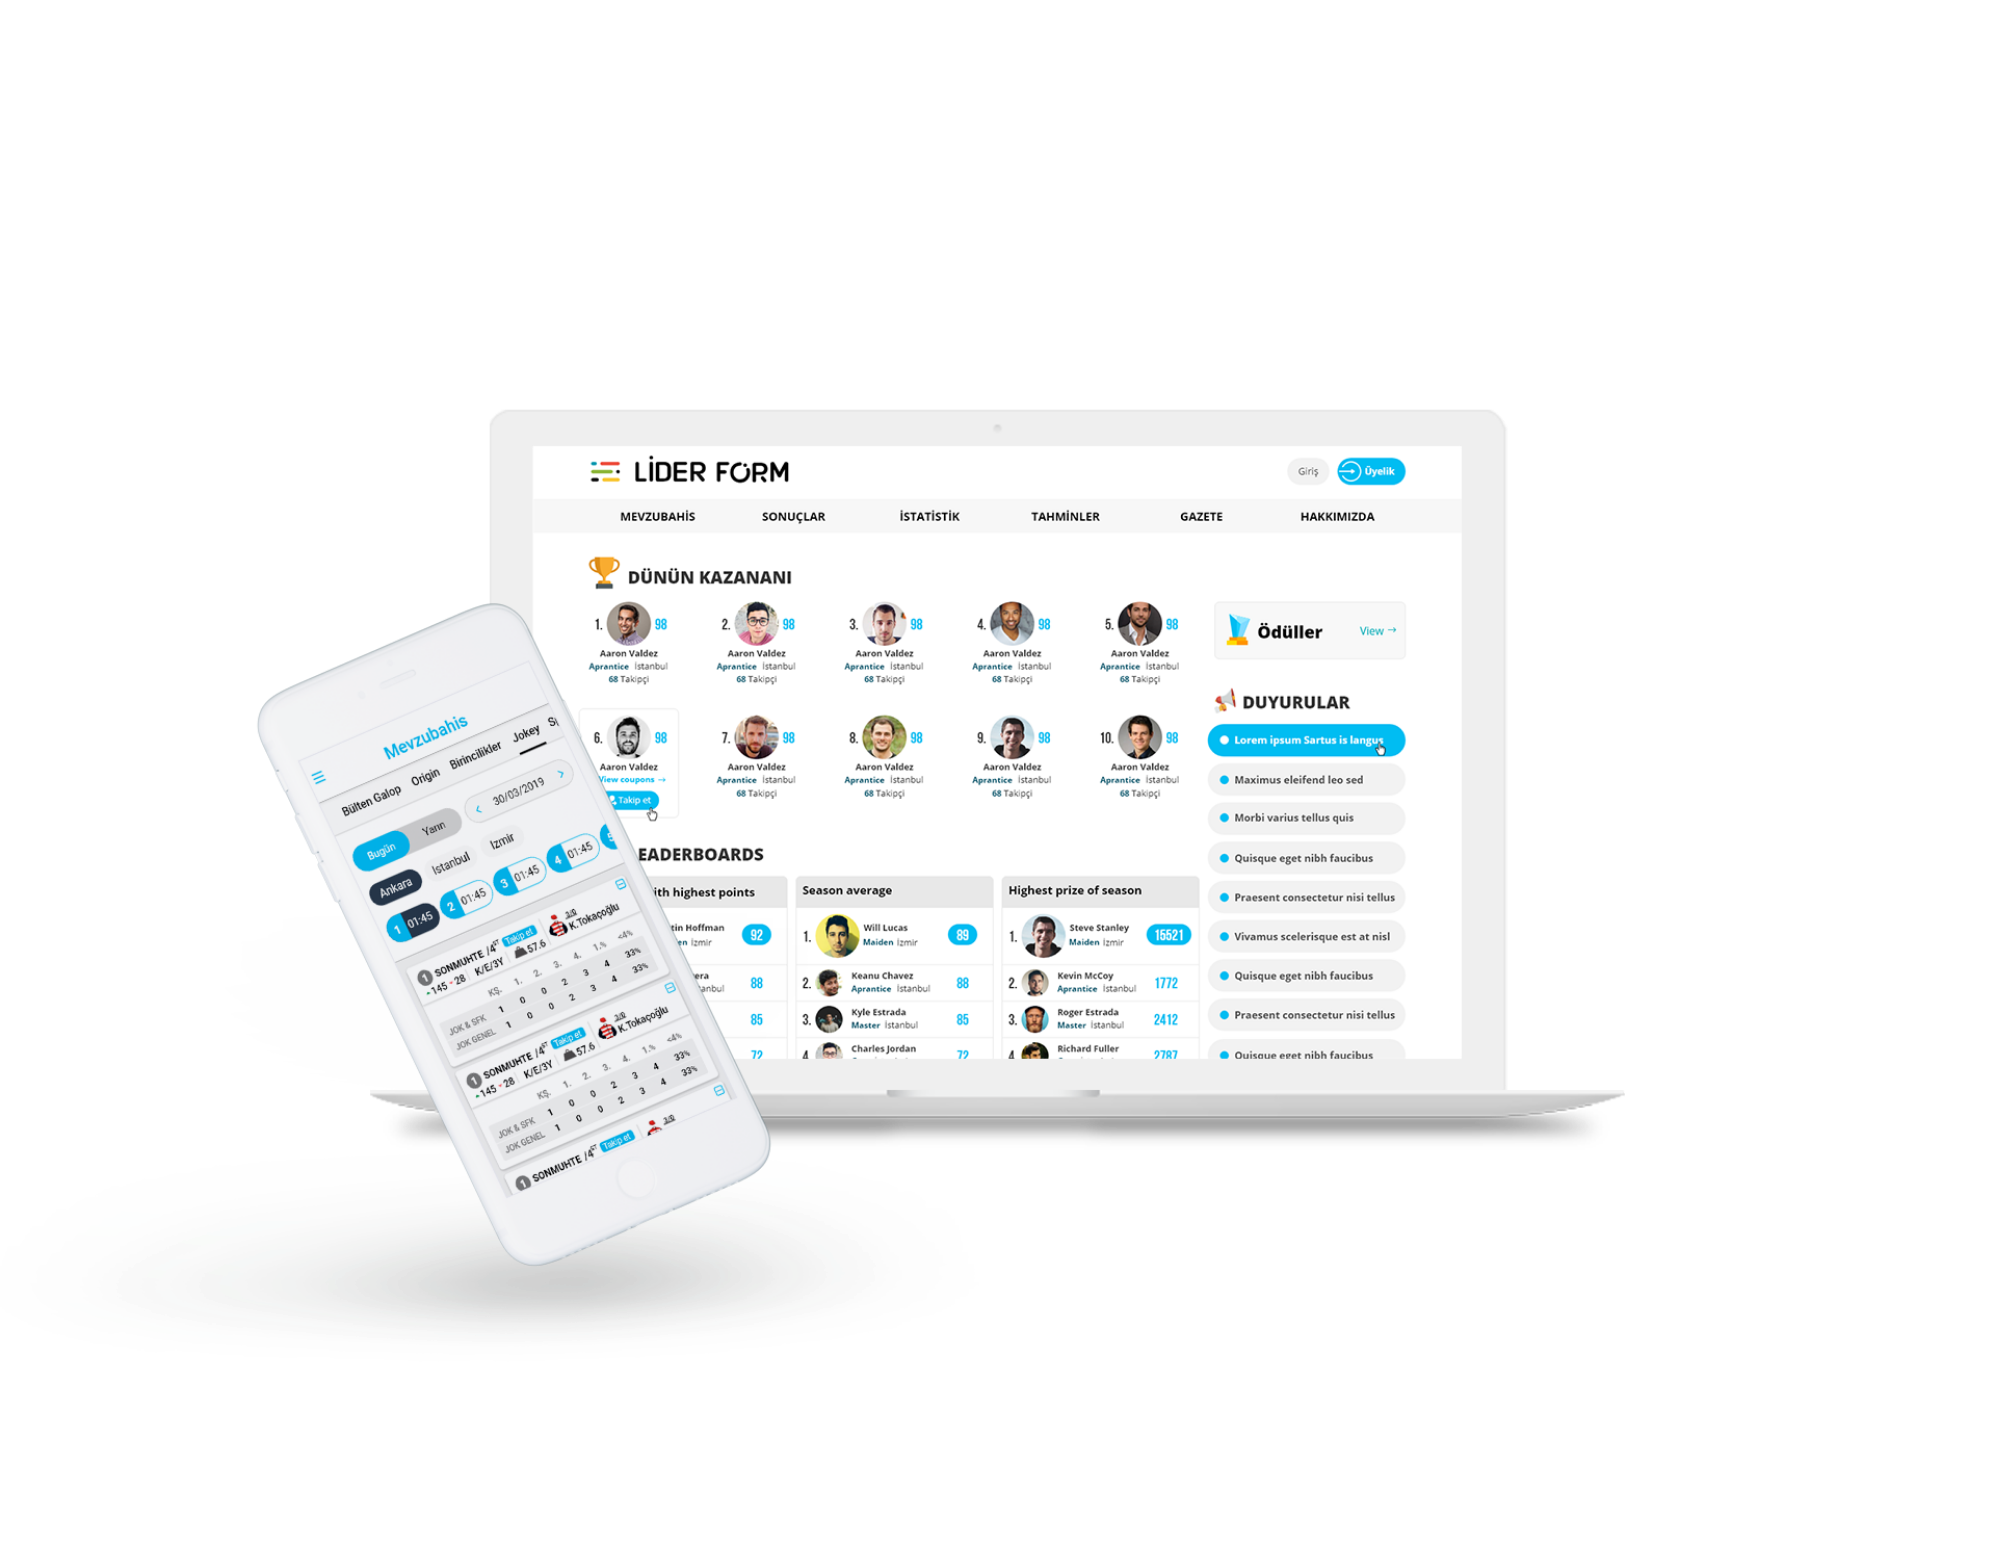 LİDER FORM
Giriş
Üyelik
MEVZUBAHİS SONUÇLAR İSTATİSTİK TAHMİNLER GAZETE HAKKIMIZDA
DÜNÜN KAZANANI
1. 98 2. 98 3. 98 4. 98 5. 98
Aaron Valdez Aaron Valdez Aaron Valdez Aaron Valdez Aaron Valdez
Aprantice İstanbul Aprantice İstanbul Aprantice İstanbul Aprantice İstanbul Aprantice İstanbul
68 Takipçi 68 Takipçi 68 Takipçi 68 Takipçi 68 Takipçi
6. 98 7. 98 8. 98 9. 98 10. 98
Aaron Valdez Aaron Valdez Aaron Valdez Aaron Valdez Aaron Valdez
View coupons → Aprantice İstanbul Aprantice İstanbul Aprantice İstanbul Aprantice İstanbul
Takip et 68 Takipçi 68 Takipçi 68 Takipçi 68 Takipçi
Ödüller View →
DUYURULAR
Lorem ipsum Sartus is langus
Maximus eleifend leo sed
Morbi varius tellus quis
Quisque eget nibh faucibus
Praesent consectetur nisi tellus
Vivamus scelerisque est at nisl
Quisque eget nibh faucibus
Praesent consectetur nisi tellus
Quisque eget nibh faucibus
EADERBOARDS
ith highest points
tin Hoffman 92
en İzmir
era 88
anbul
85
72
Season average
1. Will Lucas 89
Maiden İzmir
2. Keanu Chavez 88
Aprantice İstanbul
3. Kyle Estrada 85
Master İstanbul
4. Charles Jordan 72
Highest prize of season
1. Steve Stanley 15521
Maiden İzmir
2. Kevin McCoy 1772
Aprantice İstanbul
3. Roger Estrada 2412
Master İstanbul
4. Richard Fuller 2787
Mevzubahis
Bülten Galop Origin Birincilikler Jokey
Bugün Yarın < 30/03/2019 >
Ankara Istanbul Izmir
1 01:45 2 01:45 3 01:45 4 01:45 5
1 SONMUHTE /4 Takip et
145 - 28 K/E/3Y 57.6 K.Tokaçoğlu
KŞ. 1. 2. 3. 4. 1.% <4%
JOK & SFK 1 0 0 2 3 4 33%
JOK GENEL 1 0 0 2 3 4 33%
1 SONMUHTE /4 Takip et
145 - 28 K/E/3Y 57.6 K.Tokaçoğlu
KŞ. 1. 2. 3. 4. 1.% <4%
JOK & SFK 1 0 0 2 3 4 33%
JOK GENEL 1 0 0 2 3 4 33%
1 SONMUHTE /4 Takip et